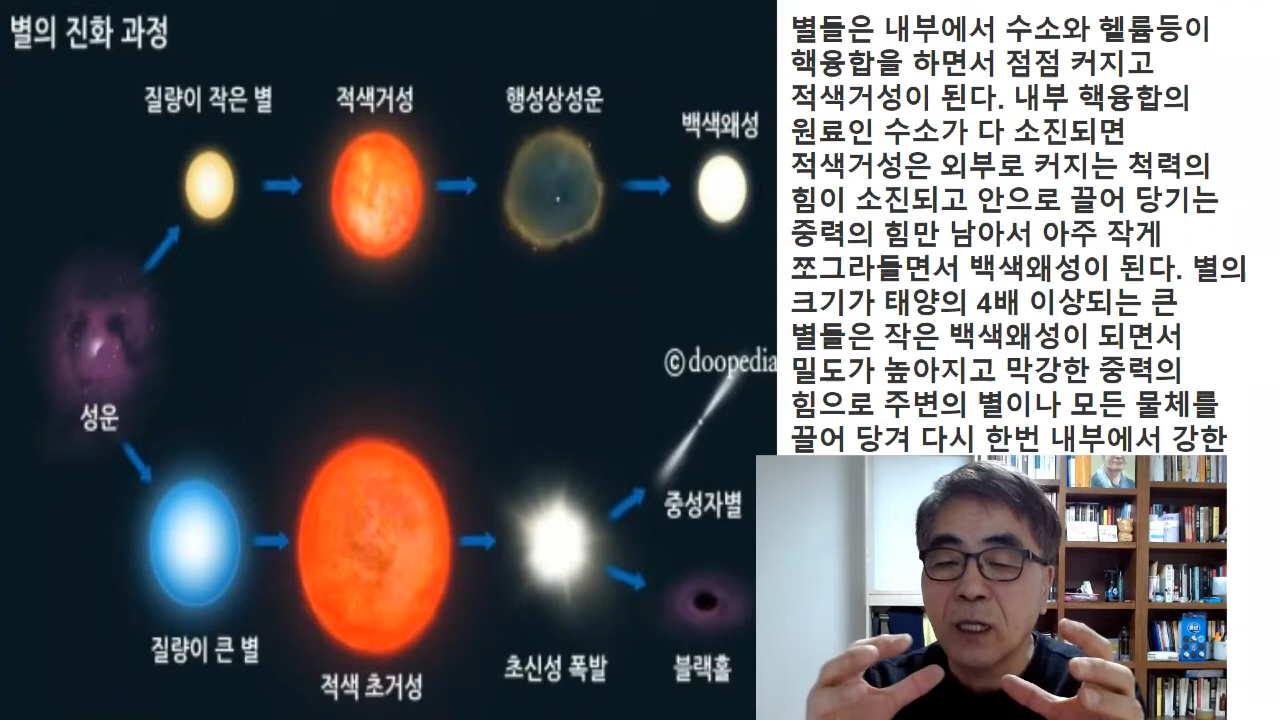 별의 진화 과정
질량이 작은 별
적색거성
행성상성운
백색왜성
성운
ⓒ doopedia
중성자별
질량이 큰 별
적색 초거성
초신성 폭발
블랙홀
별들은 내부에서 수소와 헬륨등이
핵융합을 하면서 점점 커지고
적색거성이 된다. 내부 핵융합의
원료인 수소가 다 소진되면
적색거성은 외부로 커지는 척력의
힘이 소진되고 안으로 끌어 당기는
중력의 힘만 남아서 아주 작게
쪼그라들면서 백색왜성이 된다. 별의
크기가 태양의 4배 이상되는 큰
별들은 작은 백색왜성이 되면서
밀도가 높아지고 막강한 중력의
힘으로 주변의 별이나 모든 물체를
끌어 당겨 다시 한번 내부에서 강한